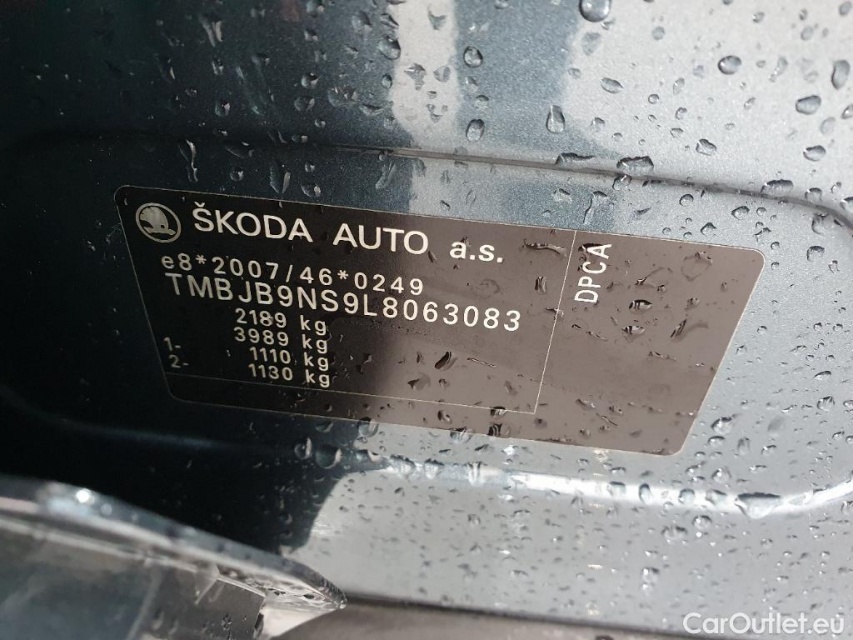 ŠKODA AUTO a.s.
e8*2007/46*0249
TMBJB9NS9L8063083
2189 kg
3989 kg
1- 1110 kg
2- 1130 kg
DPCA
CarOutlet.eu